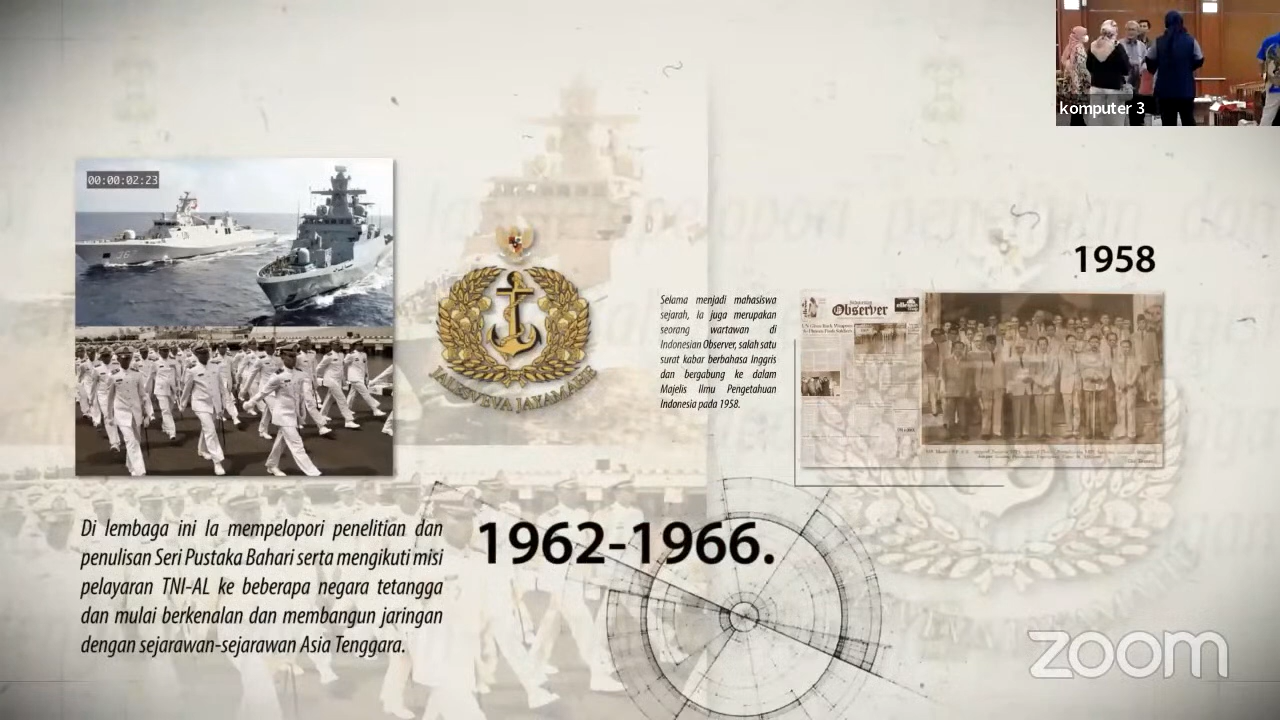 komputer 3
00:00:02:23
1958
Selama menjadi mahasiswa
sejarah, Ia juga merupakan
seorang wartawan di
Indonesian Observer, salah satu
surat kabar berbahasa Inggris
dan bergabung ke dalam
Majelis Ilmu Pengetahuan
Indonesia pada 1958.
Observer
JALESVEVA JAYAMAHE
1962-1966.
Di lembaga ini Ia mempelopori penelitian dan
penulisan Seri Pustaka Bahari serta mengikuti misi
pelayaran TNI-AL ke beberapa negara tetangga
dan mulai berkenalan dan membangun jaringan
dengan sejarawan-sejarawan Asia Tenggara.
zoom